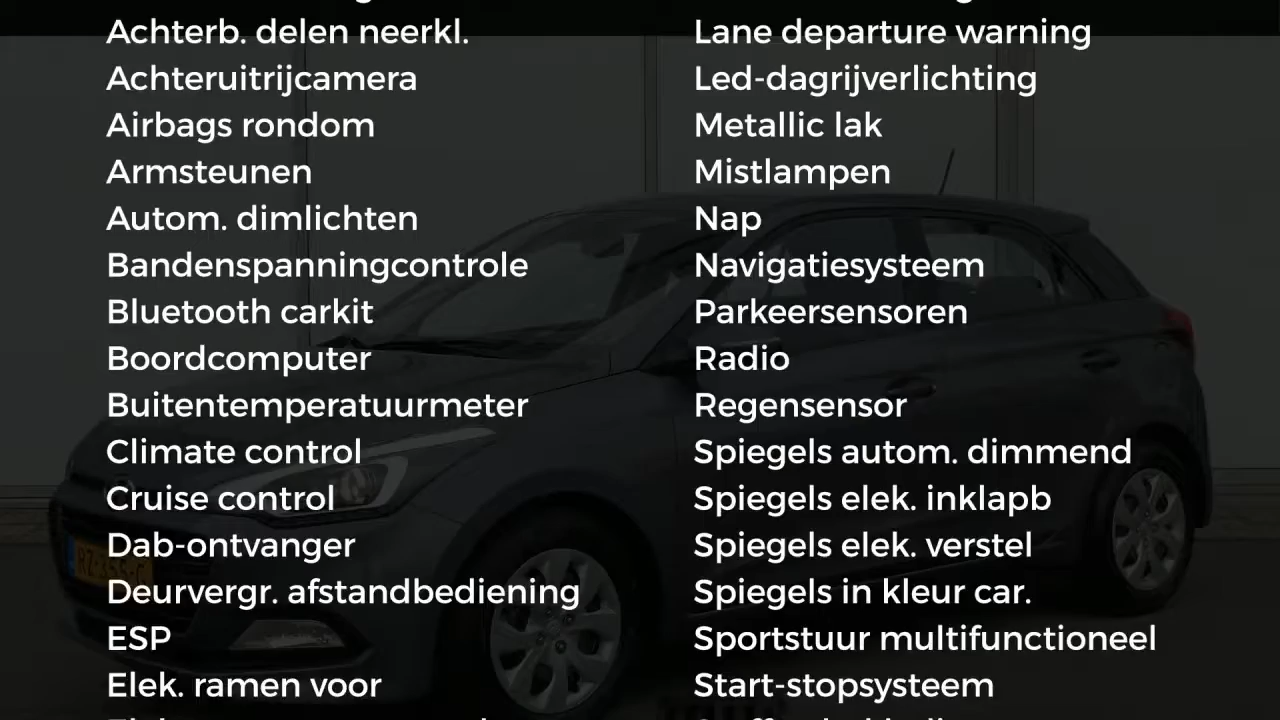 Achterb. delen neerkl.
Achteruitrijcamera
Airbags rondom
Armsteunen
Autom. dimlichten
Bandenspanningcontrole
Bluetooth carkit
Boordcomputer
Buitentemperatuurmeter
Climate control
Cruise control
Dab-ontvanger
Deurvergr. afstandbediening
ESP
Elek. ramen voor
Lane departure warning
Led-dagrijverlichting
Metallic lak
Mistlampen
Nap
Navigatiesysteem
Parkeersensoren
Radio
Regensensor
Spiegels autom. dimmend
Spiegels elek. inklapb
Spiegels elek. verstel
Spiegels in kleur car.
Sportstuur multifunctioneel
Start-stopsysteem